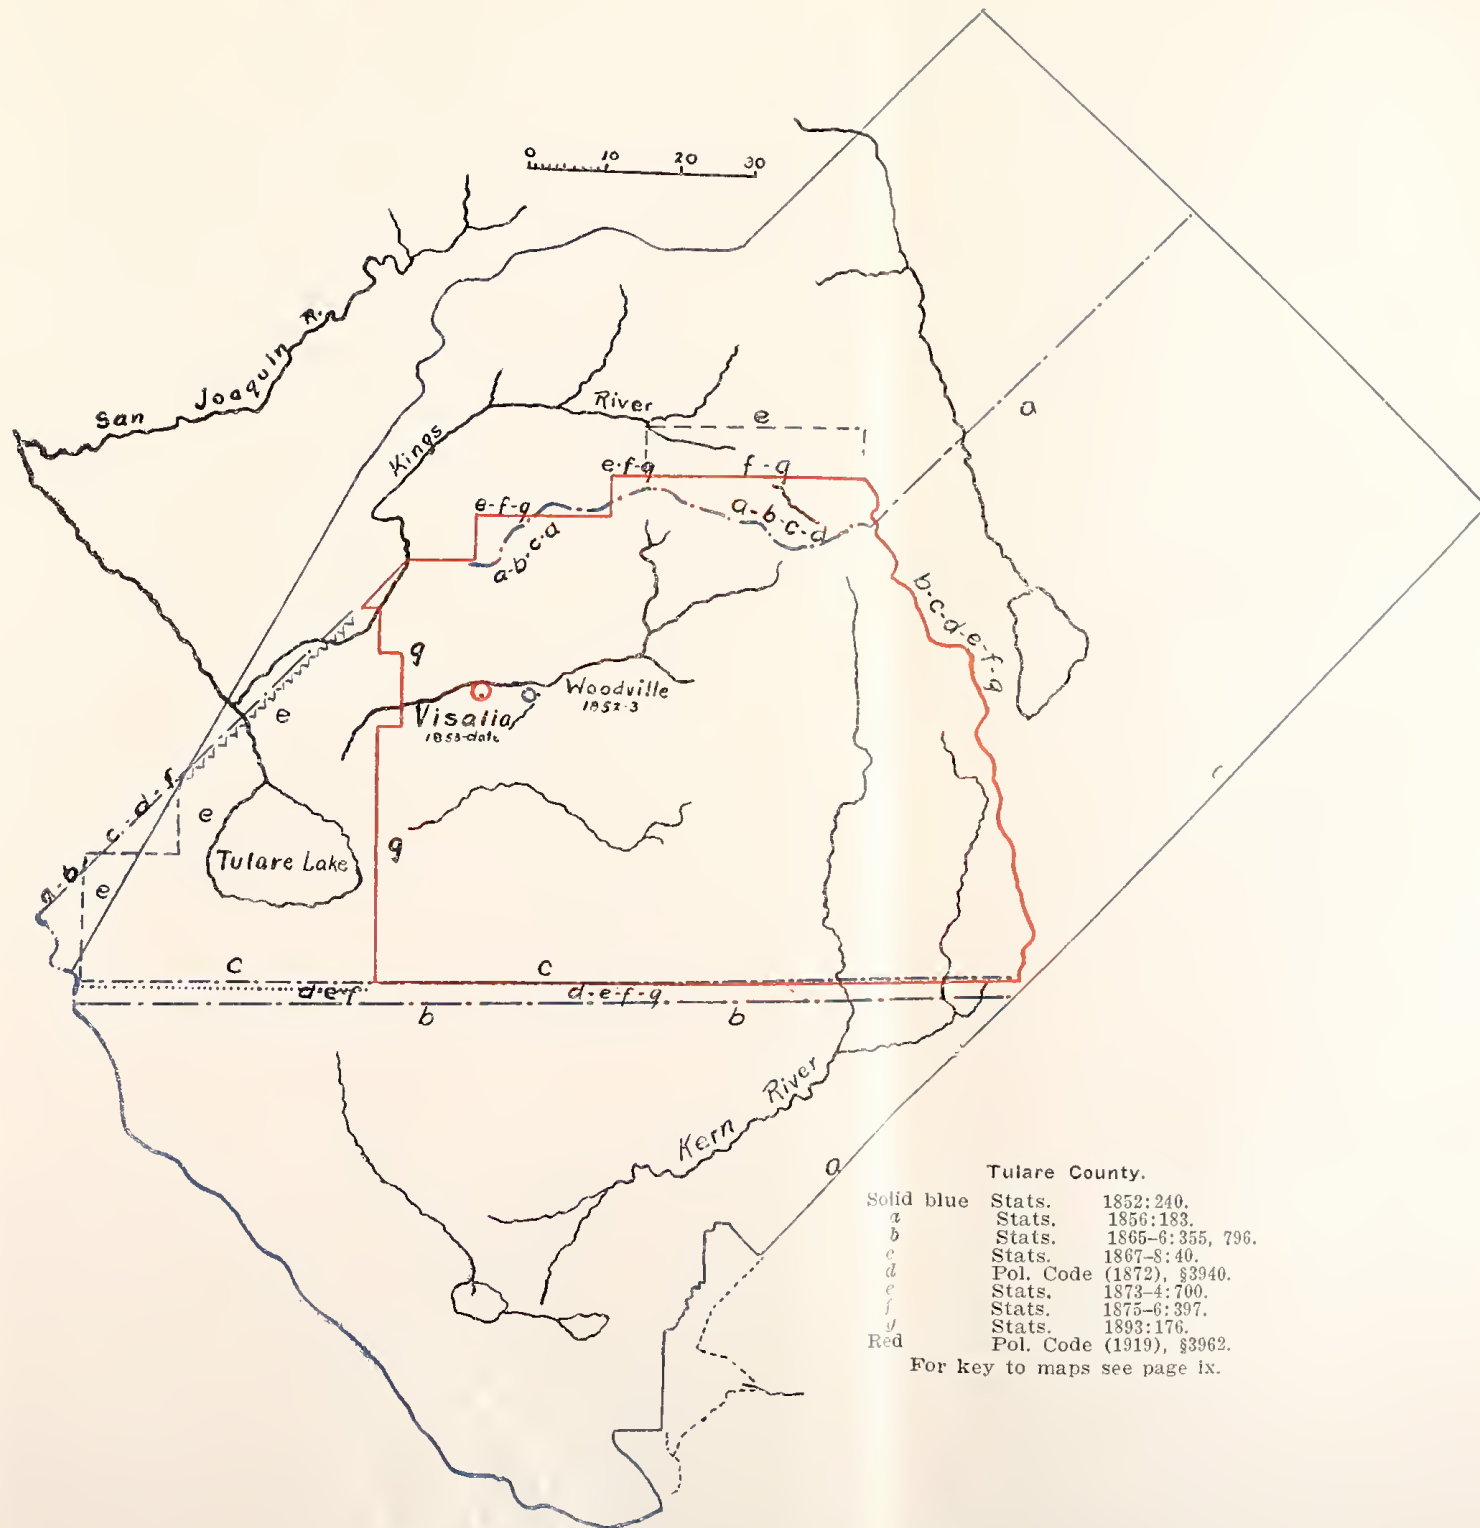 0 10 20 30
San Joaquin R.
Kings River
a
e
e-f-g
f-g
e-f-g
a-b-c-d
a-b-c-d
b-c-d-e-f-g
g
e
Woodville
1852-3
Visalia
1853-date
c-d-f
e
g
Tulare Lake
a-b
e
c
c
d-e-f
d-e-f-g
b
b
Kern River
a
Tulare County.
Solid blue Stats. 1852:240.
a Stats. 1856:183.
b Stats. 1865-6:355, 796.
c Stats. 1867-8:40.
d Pol. Code (1872), §3940.
e Stats. 1873-4:700.
f Stats. 1875-6:397.
g Stats. 1893:176.
Red Pol. Code (1919), §3962.
For key to maps see page ix.